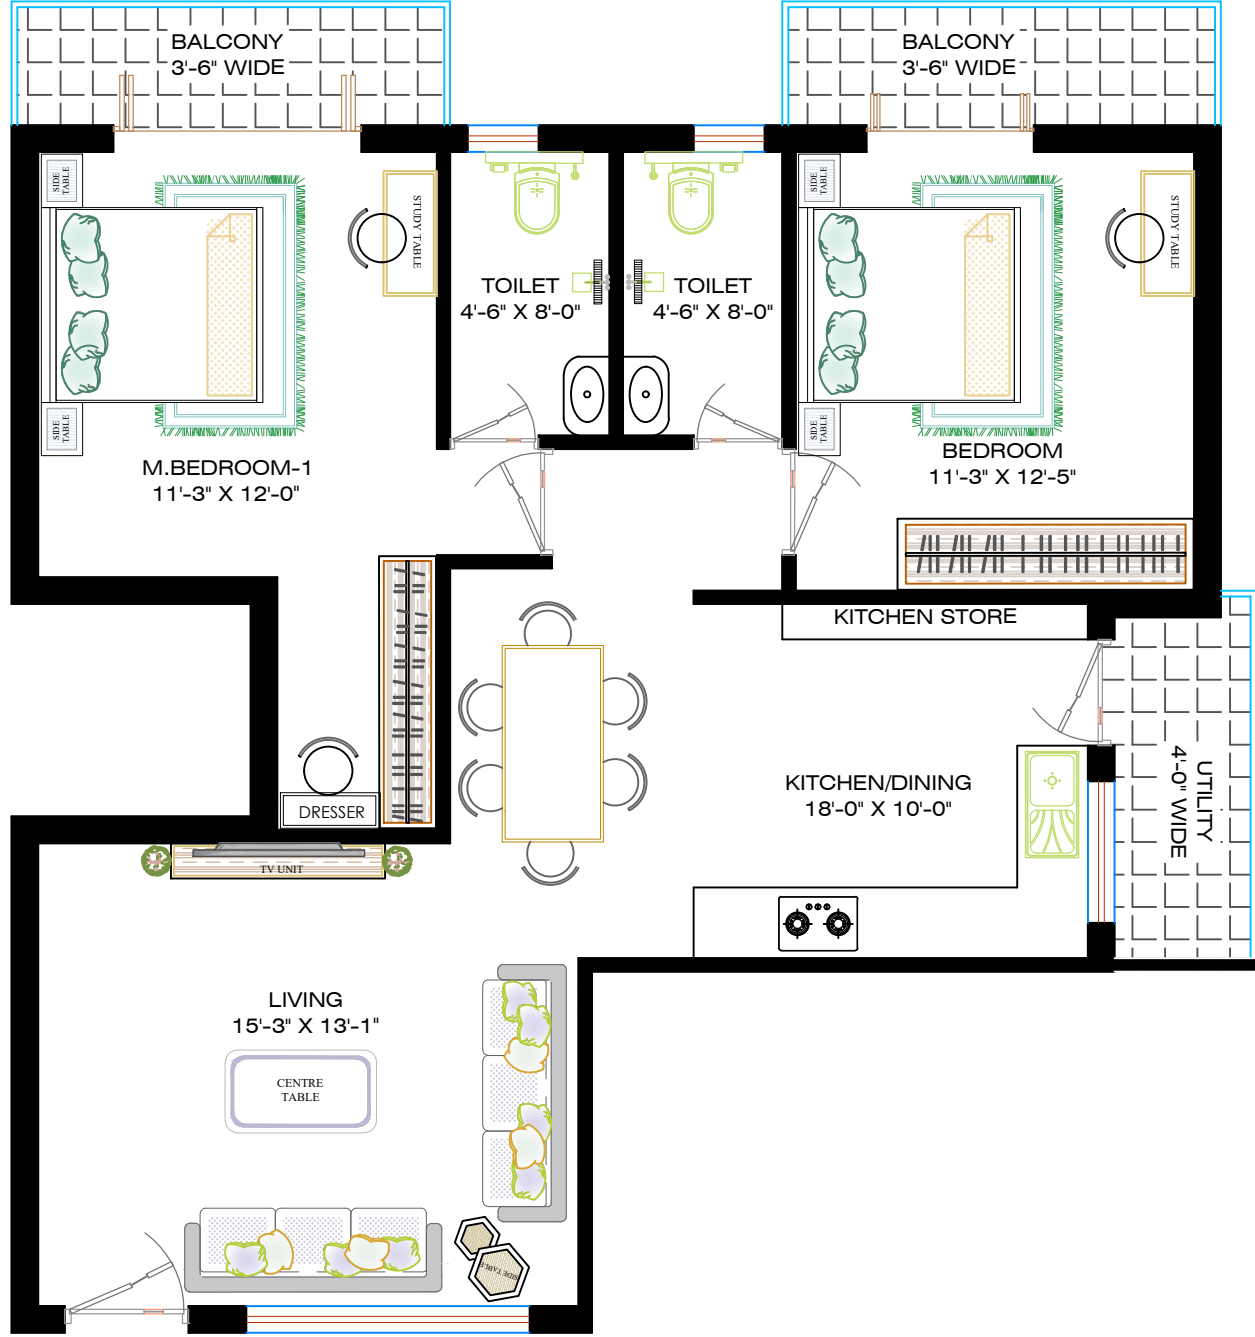 BALCONY
3'-6" WIDE
BALCONY
3'-6" WIDE
SIDE
TABLE
STUDY TABLE
SIDE
TABLE
STUDY TABLE
TOILET
4'-6" X 8'-0"
TOILET
4'-6" X 8'-0"
SIDE
TABLE
SIDE
TABLE
M.BEDROOM-1
11'-3" X 12'-0"
BEDROOM
11'-3" X 12'-5"
KITCHEN STORE
KITCHEN/DINING
18'-0" X 10'-0"
UTILITY
4'-0" WIDE
DRESSER
TV UNIT
LIVING
15'-3" X 13'-1"
CENTRE
TABLE
SIDE TABLE